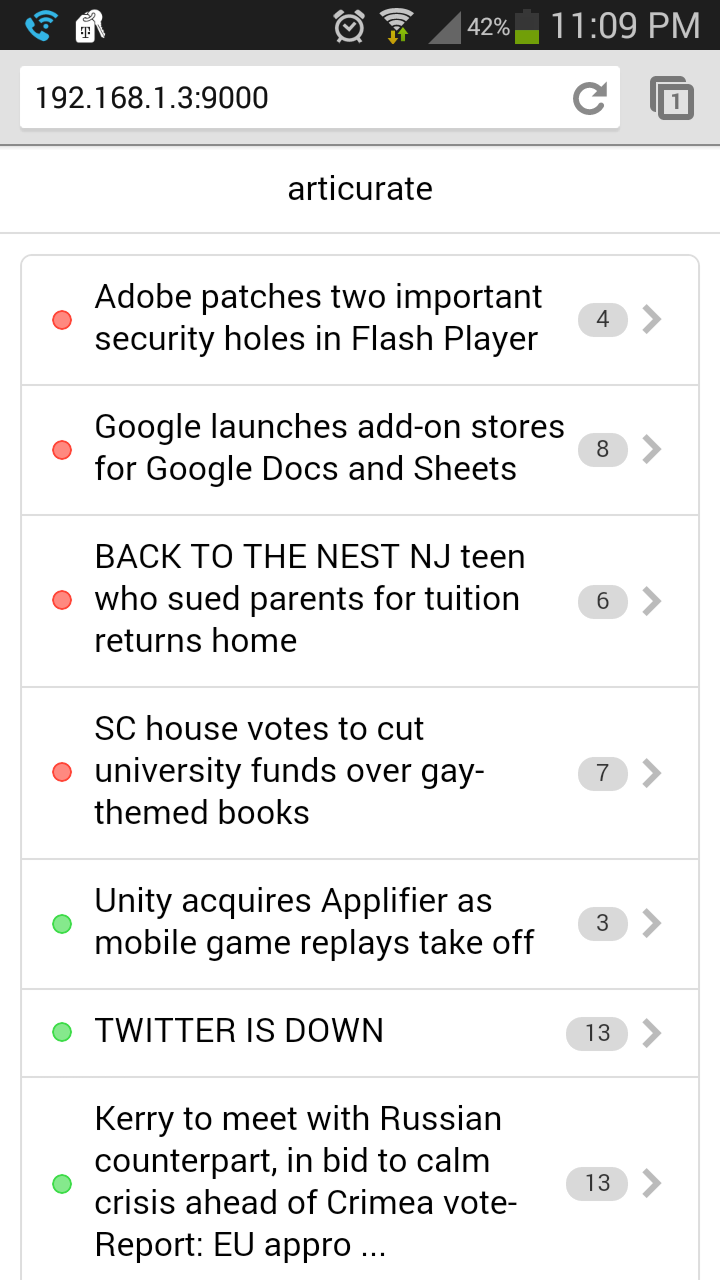 T
42%
11:09 PM
192.168.1.3:9000
1
articurate
Adobe patches two important
security holes in Flash Player
4
Google launches add-on stores
for Google Docs and Sheets
8
BACK TO THE NEST NJ teen
who sued parents for tuition
returns home
6
SC house votes to cut
university funds over gay-
themed books
7
Unity acquires Applifier as
mobile game replays take off
3
TWITTER IS DOWN
13
Kerry to meet with Russian
counterpart, in bid to calm
crisis ahead of Crimea vote-
Report: EU appro ...
13